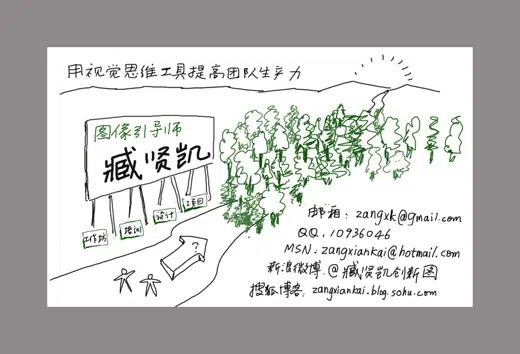 用视觉思维工具提高团队生产力
图像引导师
臧贤凯
工作坊
培训
设计
?
邮箱: zangxk@gmail.com
QQ: 10936046
MSN: zangxiankai@hotmail.com
新浪微博: @臧贤凯创新图
搜狐博客: zangxiankai.blog.sohu.com